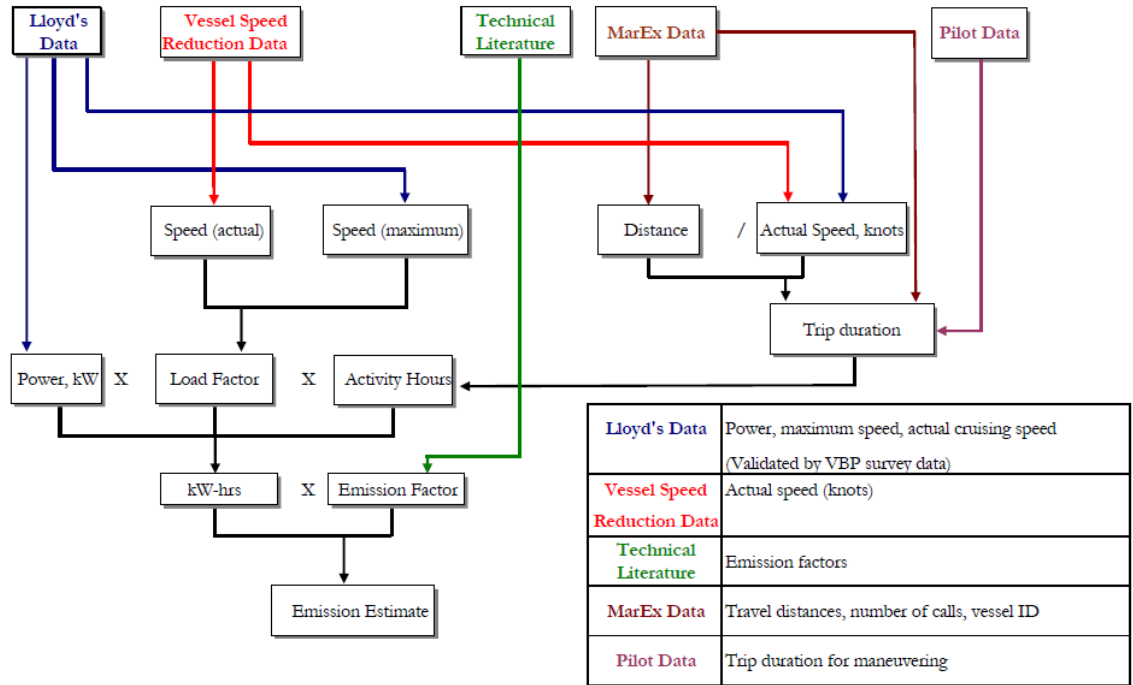 Lloyd's
Data
Vessel Speed
Reduction Data
Technical
Literature
MarEx Data
Pilot Data
Speed (actual)
Speed (maximum)
Distance
/
Actual Speed, knots
Trip duration
Power, kW
X
Load Factor
X
Activity Hours
kW-hrs
X
Emission Factor
Emission Estimate
Lloyd's Data
Power, maximum speed, actual cruising speed
(Validated by VBP survey data)
Vessel Speed
Reduction Data
Actual speed (knots)
Technical
Literature
Emission factors
MarEx Data
Travel distances, number of calls, vessel ID
Pilot Data
Trip duration for maneuvering